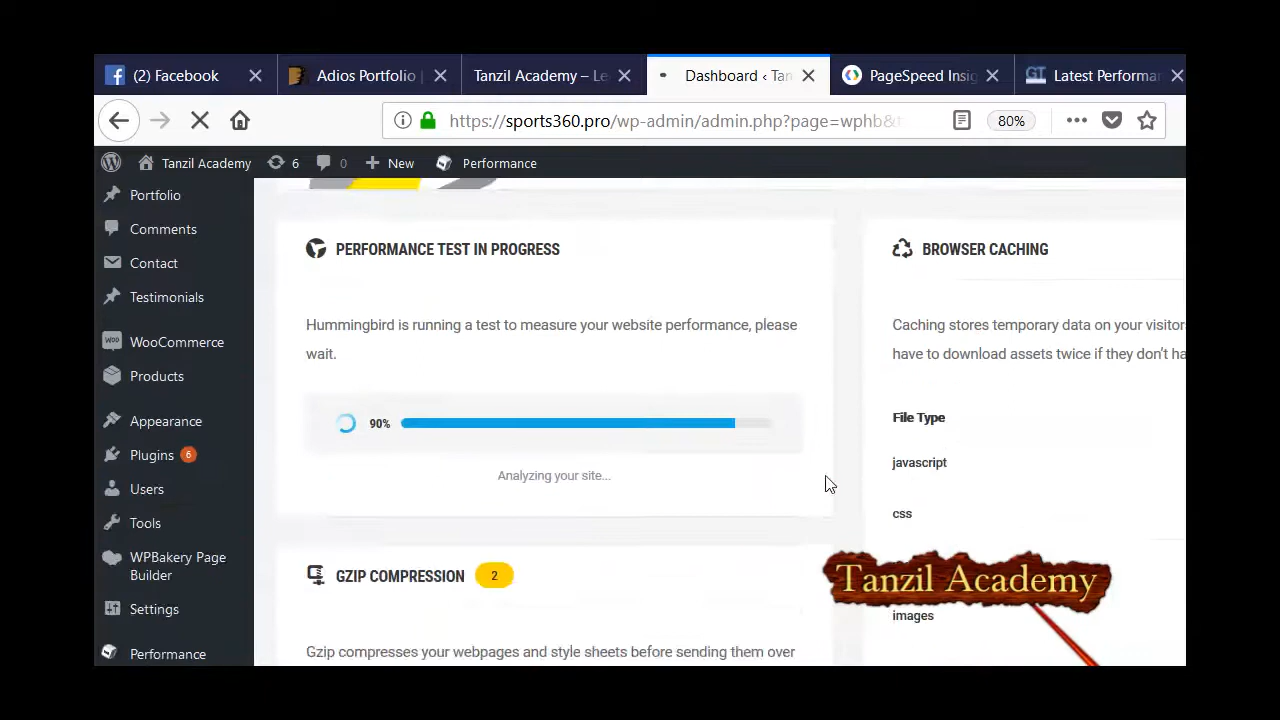 (2) Facebook
Adios Portfolio |
Tanzil Academy – Le
Dashboard ‹ Tan
PageSpeed Insig
GT
Latest Performa
https://sports360.pro/wp-admin/admin.php?page=wphb&
80%
Tanzil Academy
6
0
New
Performance
Portfolio
Comments
Contact
Testimonials
WooCommerce
Products
Appearance
Plugins 6
Users
Tools
WPBakery Page
Builder
Settings
Performance
PERFORMANCE TEST IN PROGRESS
Hummingbird is running a test to measure your website performance, please
wait.
90%
Analyzing your site...
GZIP COMPRESSION 2
Gzip compresses your webpages and style sheets before sending them over
BROWSER CACHING
Caching stores temporary data on your visitor
have to download assets twice if they don't ha
File Type
javascript
css
Tanzil Academy
images